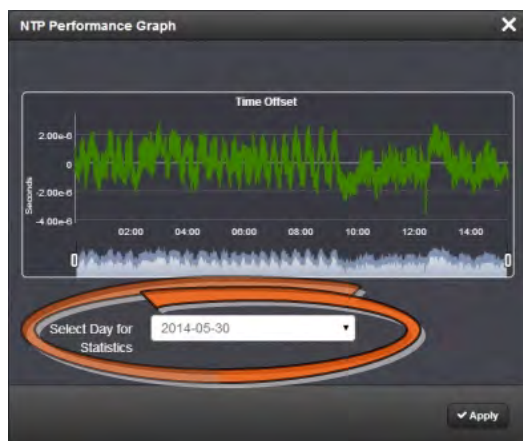 NTP Performance Graph
Time Offset
Seconds
2.00e-6
0
-2.00e-6
-4.00e-6
02:00 04:00 06:00 08:00 10:00 12:00 14:00
Select Day for
Statistics
2014-05-30
Apply